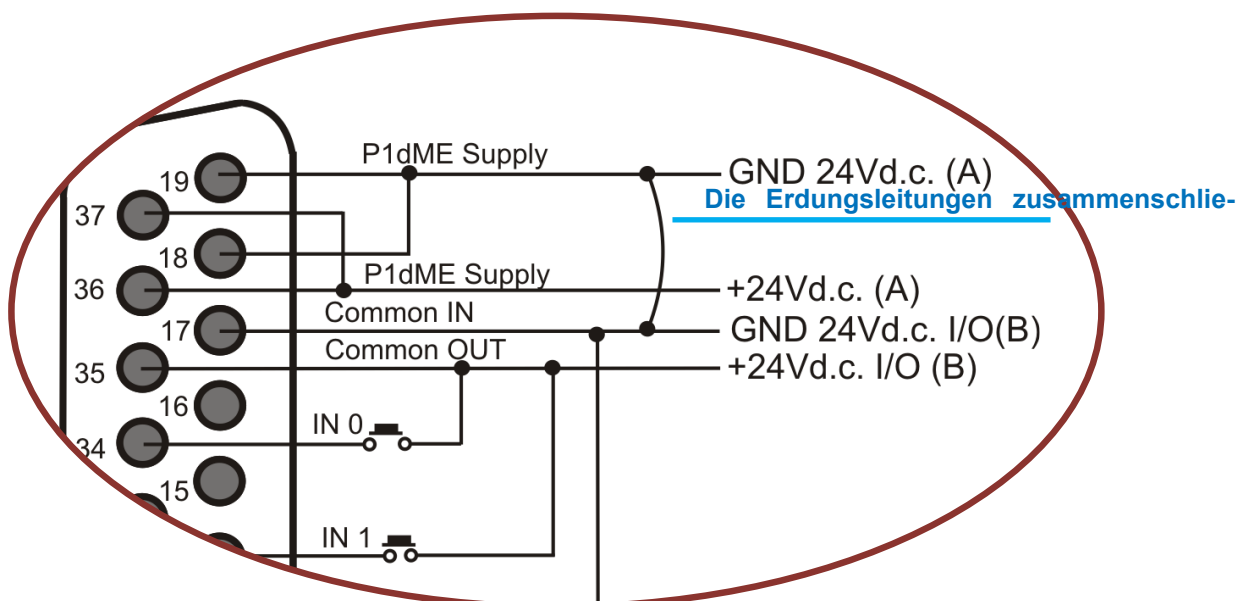 P1dME Supply
19
GND 24Vd.c. (A)
Die Erdungsleitungen zusammenschlie-
37
18
P1dME Supply
36
+24Vd.c. (A)
Common IN
17
GND 24Vd.c. I/O(B)
Common OUT
35
+24Vd.c. I/O (B)
16
IN 0
34
15
IN 1